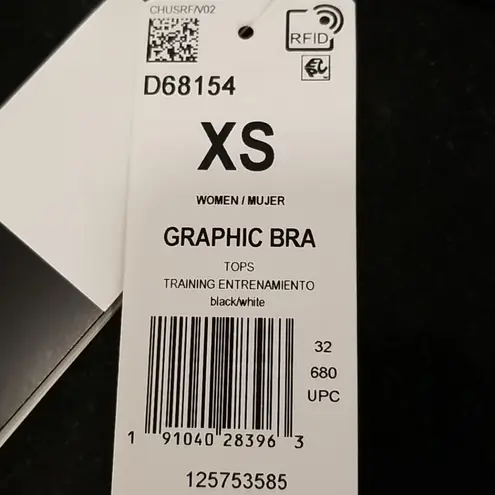 CHUSRF/V02
RFID
D68154
XS
WOMEN / MUJER
GRAPHIC BRA
TOPS
TRAINING ENTRENAMIENTO
black/white
32
680
UPC
1 91040 28396 3
125753585